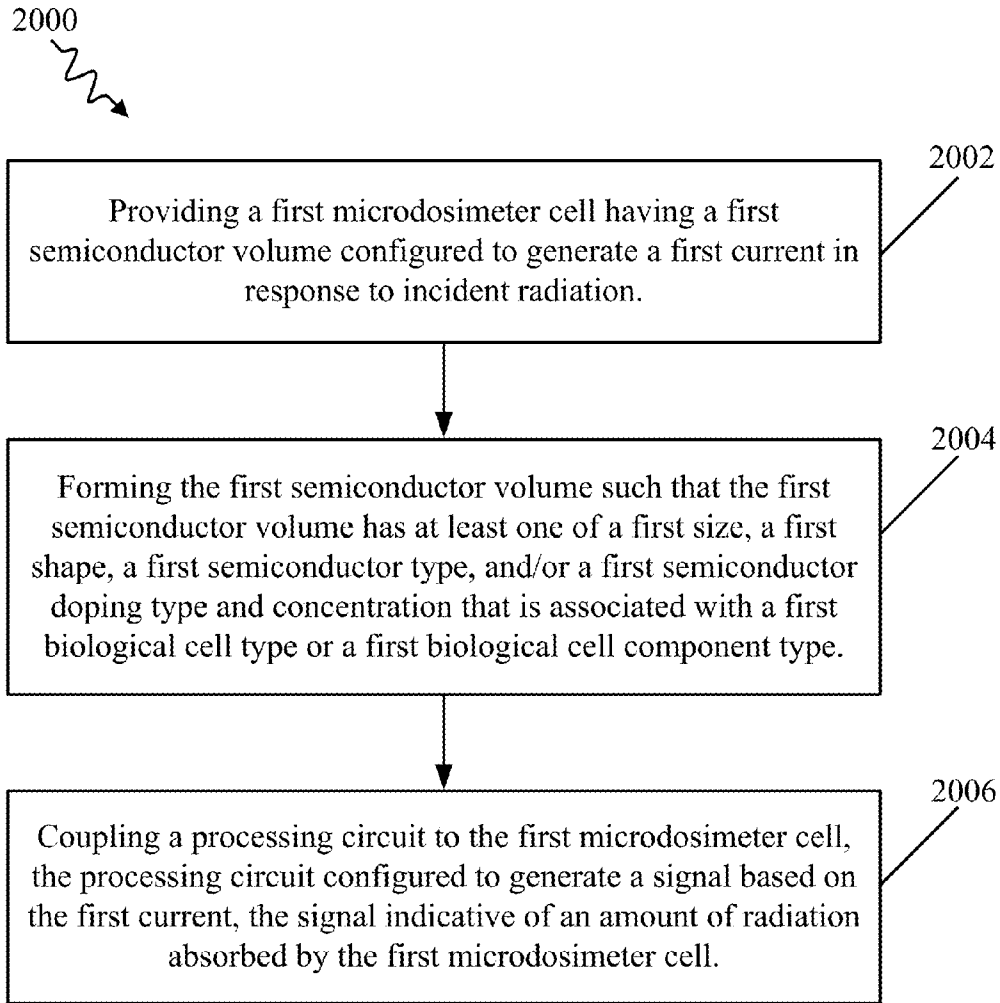 2000
2002
Providing a first microdosimeter cell having a first
semiconductor volume configured to generate a first current in
response to incident radiation.
2004
Forming the first semiconductor volume such that the first
semiconductor volume has at least one of a first size, a first
shape, a first semiconductor type, and/or a first semiconductor
doping type and concentration that is associated with a first
biological cell type or a first biological cell component type.
2006
Coupling a processing circuit to the first microdosimeter cell,
the processing circuit configured to generate a signal based on
the first current, the signal indicative of an amount of radiation
absorbed by the first microdosimeter cell.